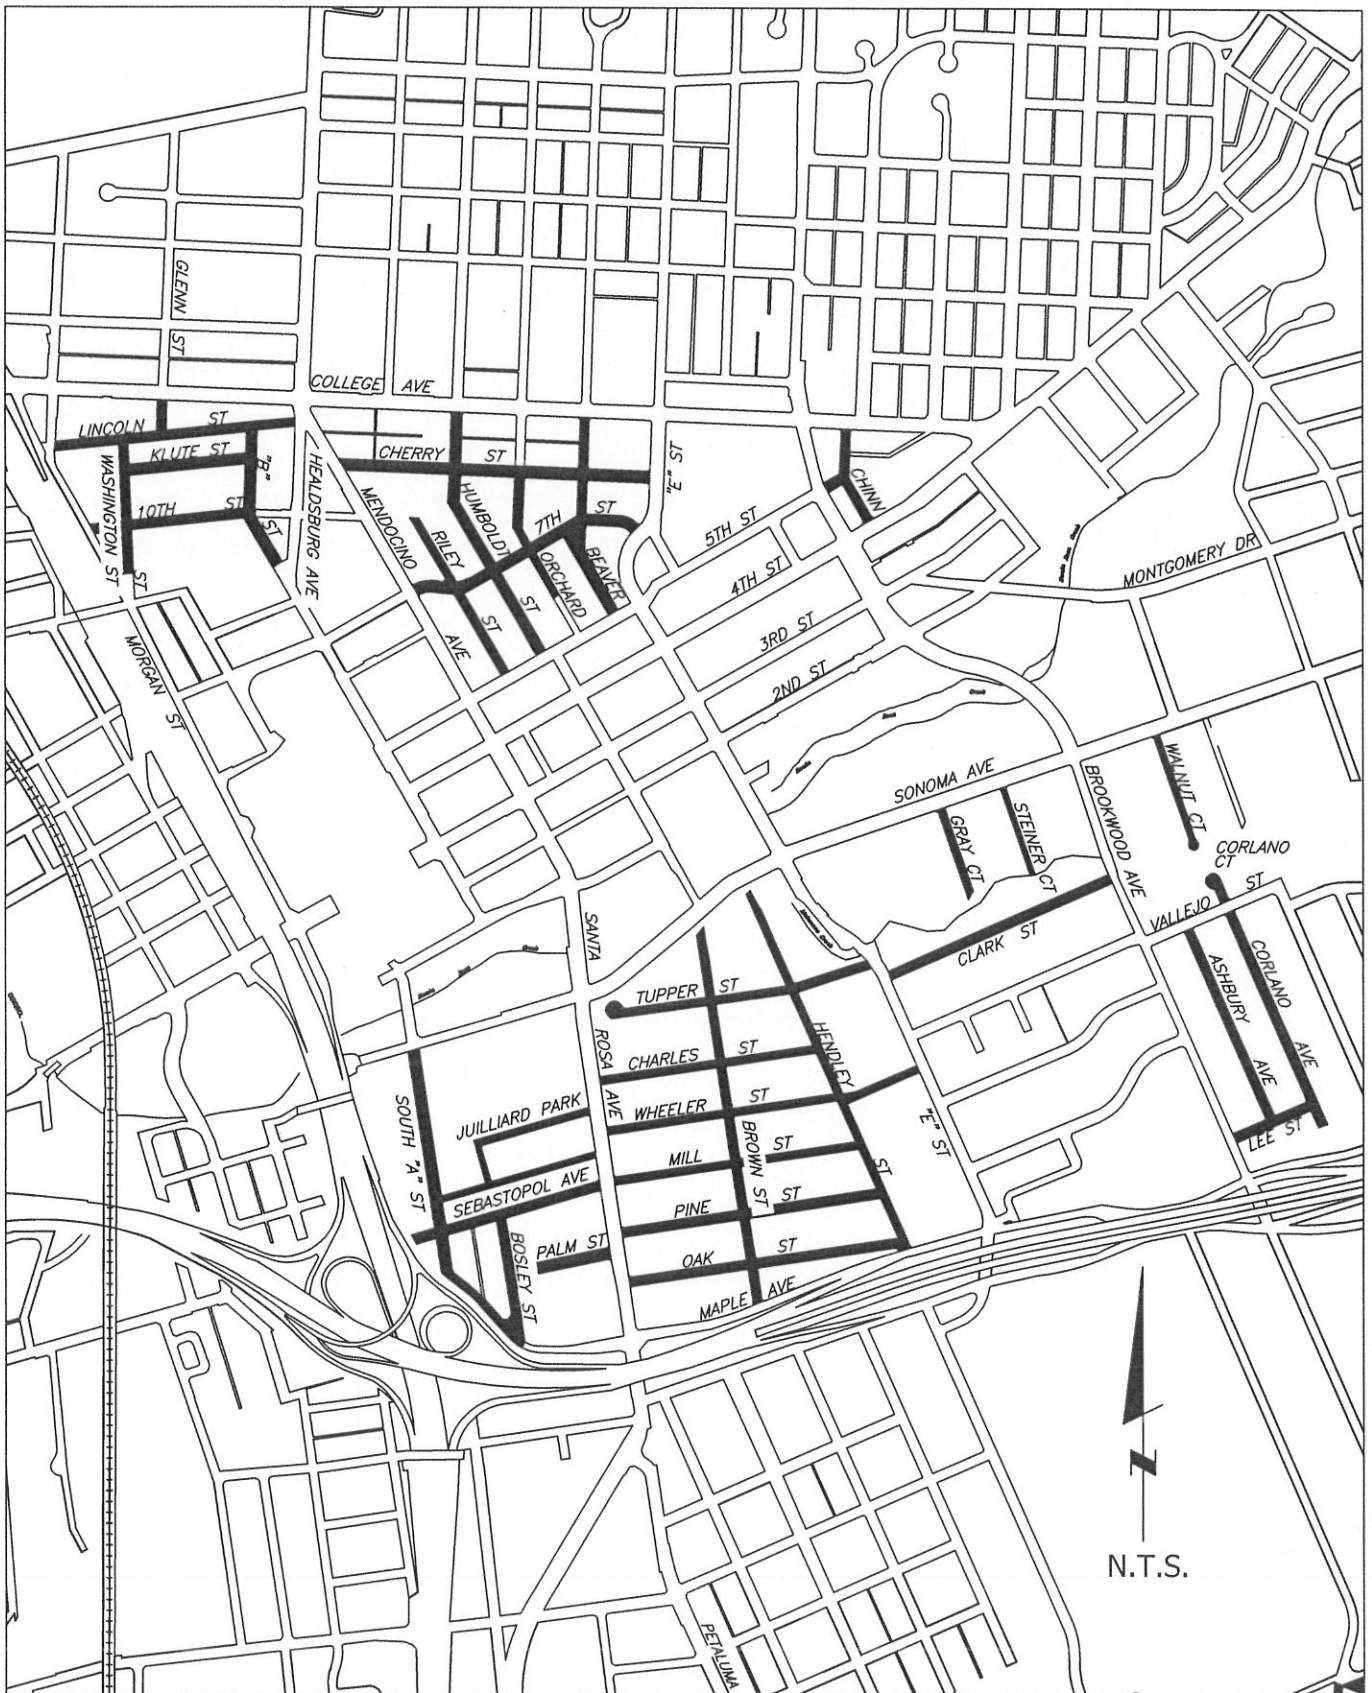 GLENN ST
COLLEGE AVE
LINCOLN ST
KLUTE ST
"B" ST
WASHINGTON ST
10TH ST
ST
HEALDSBURG AVE
CHERRY ST
MENDOCINO AVE
RILEY ST
HUMBOLDT ST
7TH ST
ORCHARD
BEAVER
"E" ST
5TH ST
4TH ST
3RD ST
2ND ST
CHINN
MONTGOMERY DR
MORGAN ST
Santa Rosa Creek
SONOMA AVE
GRAY CT
STEINER CT
BROOKWOOD AVE
WALNUT CT
CORLANO
CT
VALLEJO ST
CLARK ST
ASHBURY AVE
CORLANO AVE
LEE ST
SANTA ROSA AVE
TUPPER ST
CHARLES ST
WHEELER ST
MILL ST
PINE ST
OAK ST
MAPLE AVE
BROWN ST
HENDLEY ST
"E" ST
JUILLIARD PARK
SOUTH "A" ST
SEBASTOPOL AVE
BOSLEY ST
PALM ST
N
N.T.S.
PETALUMA